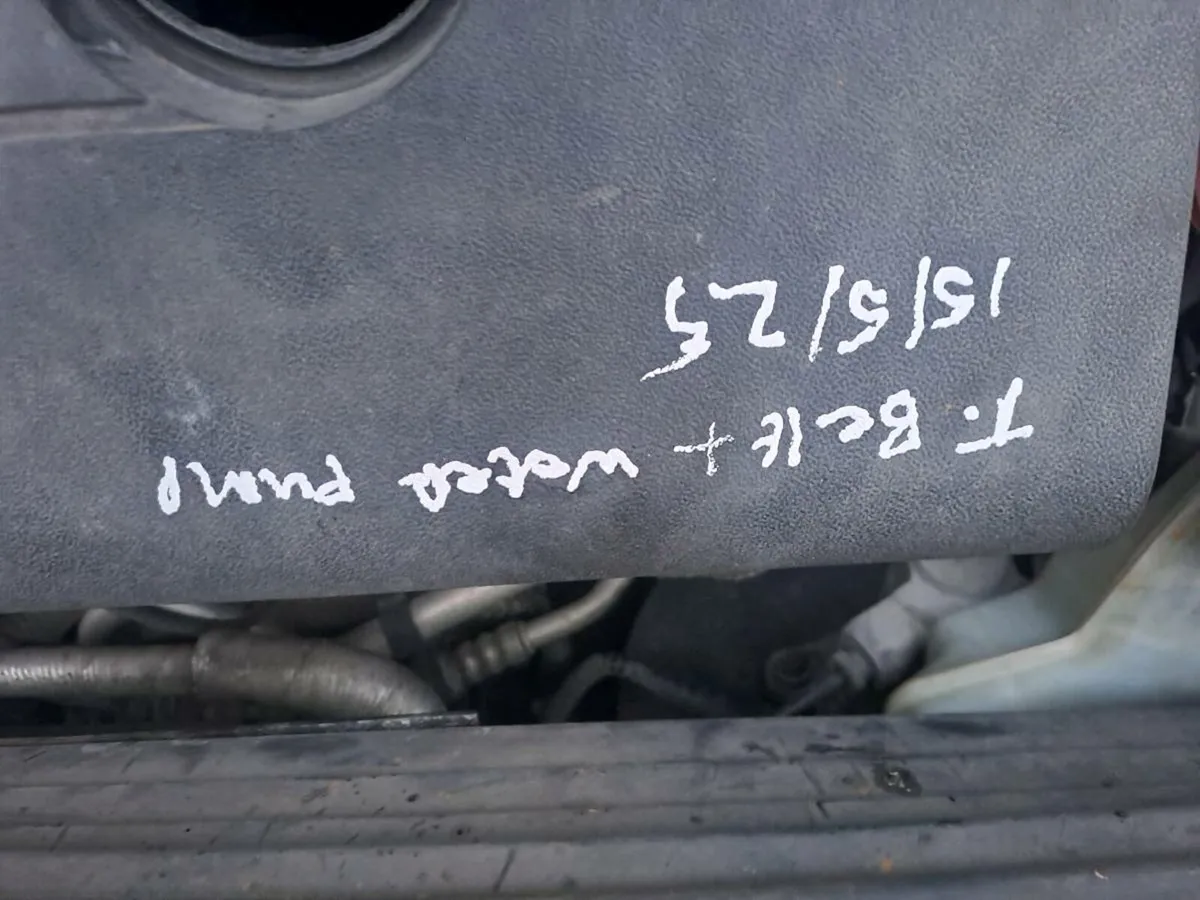 T. Belt + water Pump
15/5/25